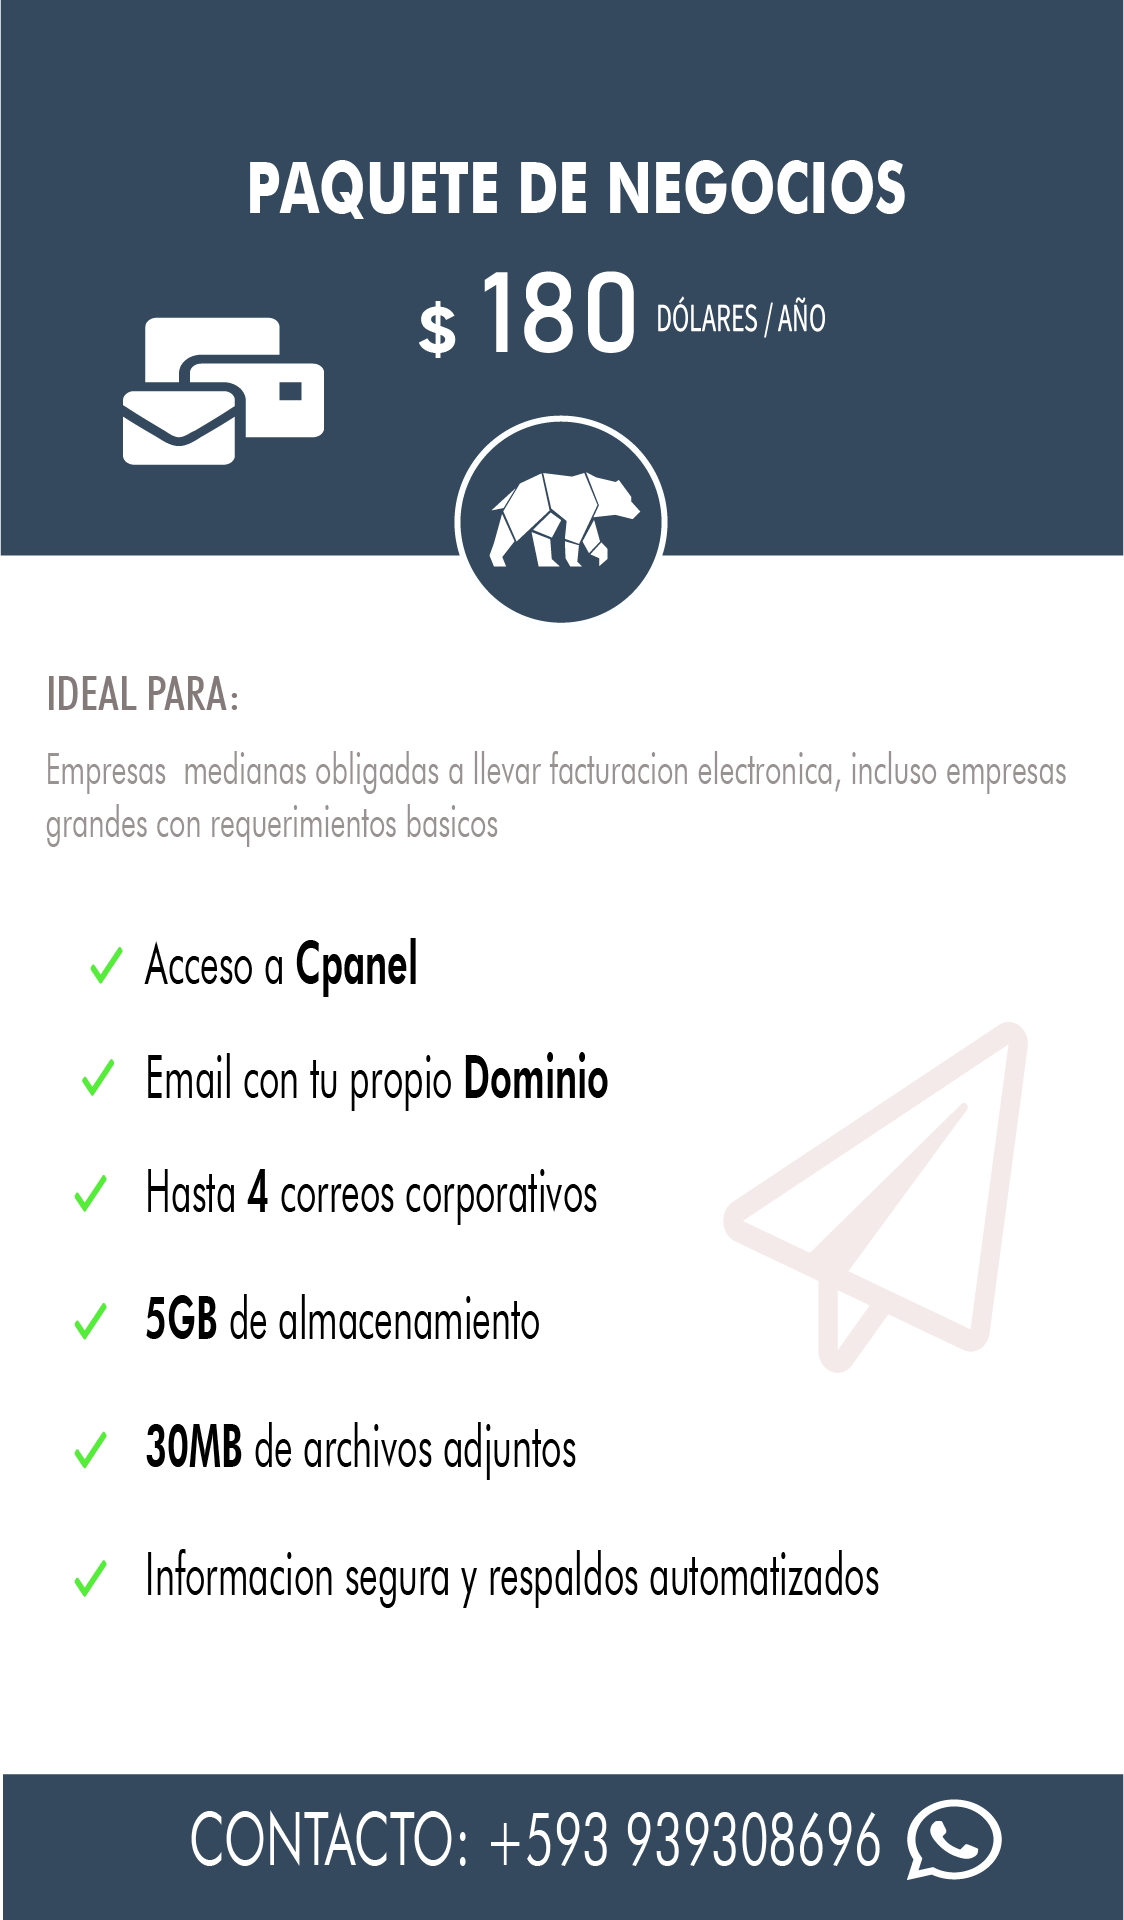 PAQUETE DE NEGOCIOS
$ 180 DÓLARES / AÑO
IDEAL PARA:
Empresas medianas obligadas a llevar facturacion electronica, incluso empresas
grandes con requerimientos basicos
Acceso a Cpanel
Email con tu propio Dominio
Hasta 4 correos corporativos
5GB de almacenamiento
30MB de archivos adjuntos
Informacion segura y respaldos automatizados
CONTACTO: +593 939308696